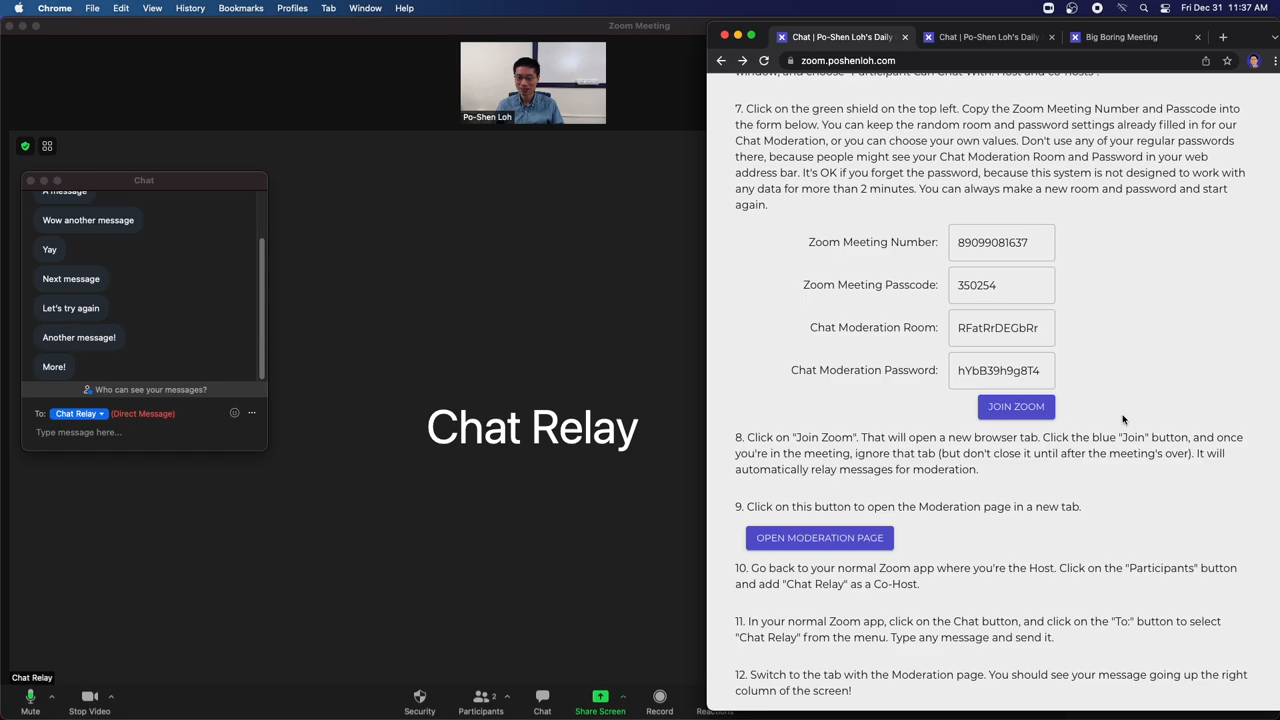 Chrome File Edit View History Bookmarks Profiles Tab Window Help Fri Dec 31 11:37 AM
Zoom Meeting
Po-Shen Loh
Chat
A message
Wow another message
Yay
Next message
Let's try again
Another message!
More!
Who can see your messages?
To: Chat Relay (Direct Message)
Type message here...
Chat Relay
Chat Relay
Mute Stop Video Security Participants 2 Chat Share Screen Record Reactions
Chat | Po-Shen Loh's Daily Chat | Po-Shen Loh's Daily Big Boring Meeting
zoom.poshenloh.com
window, and choose "Participant Can Chat With: Host and co-hosts".
7. Click on the green shield on the top left. Copy the Zoom Meeting Number and Passcode into
the form below. You can keep the random room and password settings already filled in for our
Chat Moderation, or you can choose your own values. Don't use any of your regular passwords
there, because people might see your Chat Moderation Room and Password in your web
address bar. It's OK if you forget the password, because this system is not designed to work with
any data for more than 2 minutes. You can always make a new room and password and start
again.
Zoom Meeting Number: 89099081637
Zoom Meeting Passcode: 350254
Chat Moderation Room: RFatRrDEGbRr
Chat Moderation Password: hYbB39h9g8T4
JOIN ZOOM
8. Click on "Join Zoom". That will open a new browser tab. Click the blue "Join" button, and once
you're in the meeting, ignore that tab (but don't close it until after the meeting's over). It will
automatically relay messages for moderation.
9. Click on this button to open the Moderation page in a new tab.
OPEN MODERATION PAGE
10. Go back to your normal Zoom app where you're the Host. Click on the "Participants" button
and add "Chat Relay" as a Co-Host.
11. In your normal Zoom app, click on the Chat button, and click on the "To:" button to select
"Chat Relay" from the menu. Type any message and send it.
12. Switch to the tab with the Moderation page. You should see your message going up the right
column of the screen!